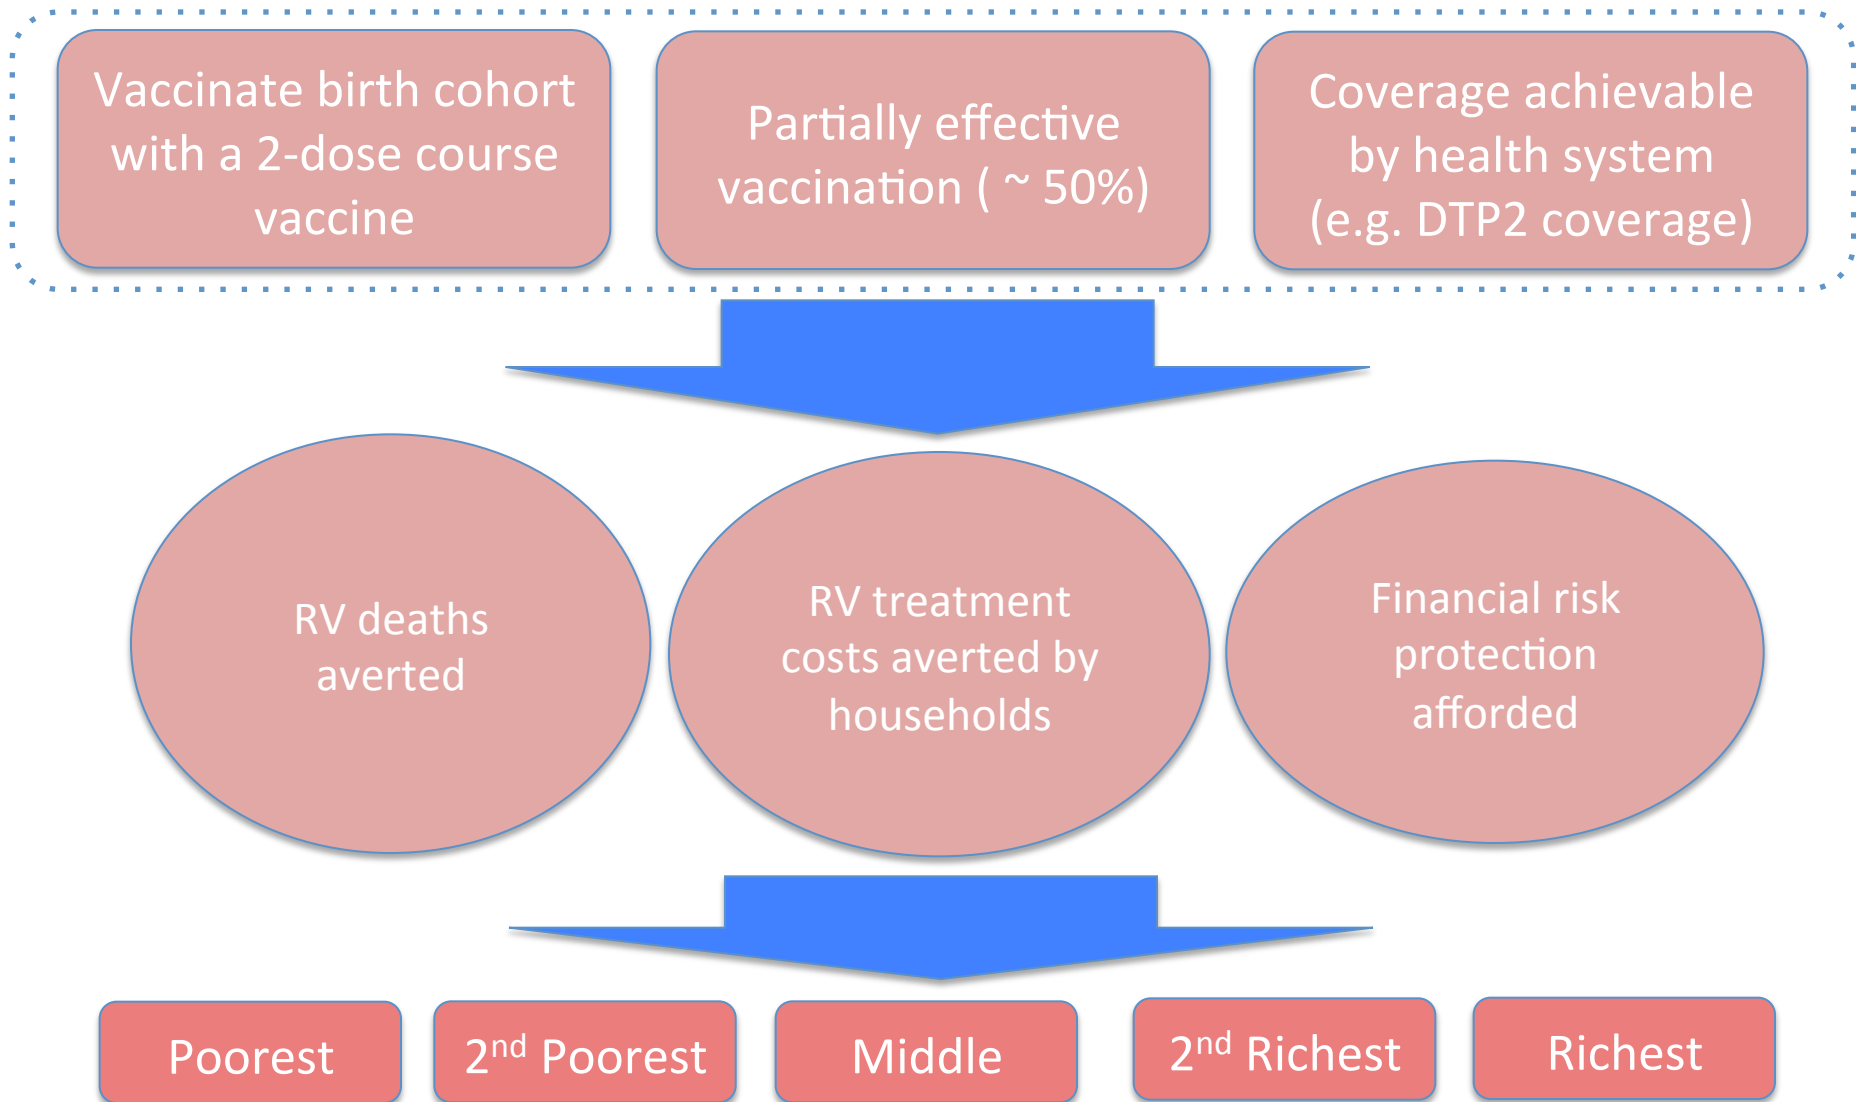 Vaccinate birth cohort
with a 2-dose course
vaccine
Partially effective
vaccination ( ~ 50%)
Coverage achievable
by health system
(e.g. DTP2 coverage)
RV deaths
averted
RV treatment
costs averted by
households
Financial risk
protection
afforded
Poorest
2nd Poorest
Middle
2nd Richest
Richest